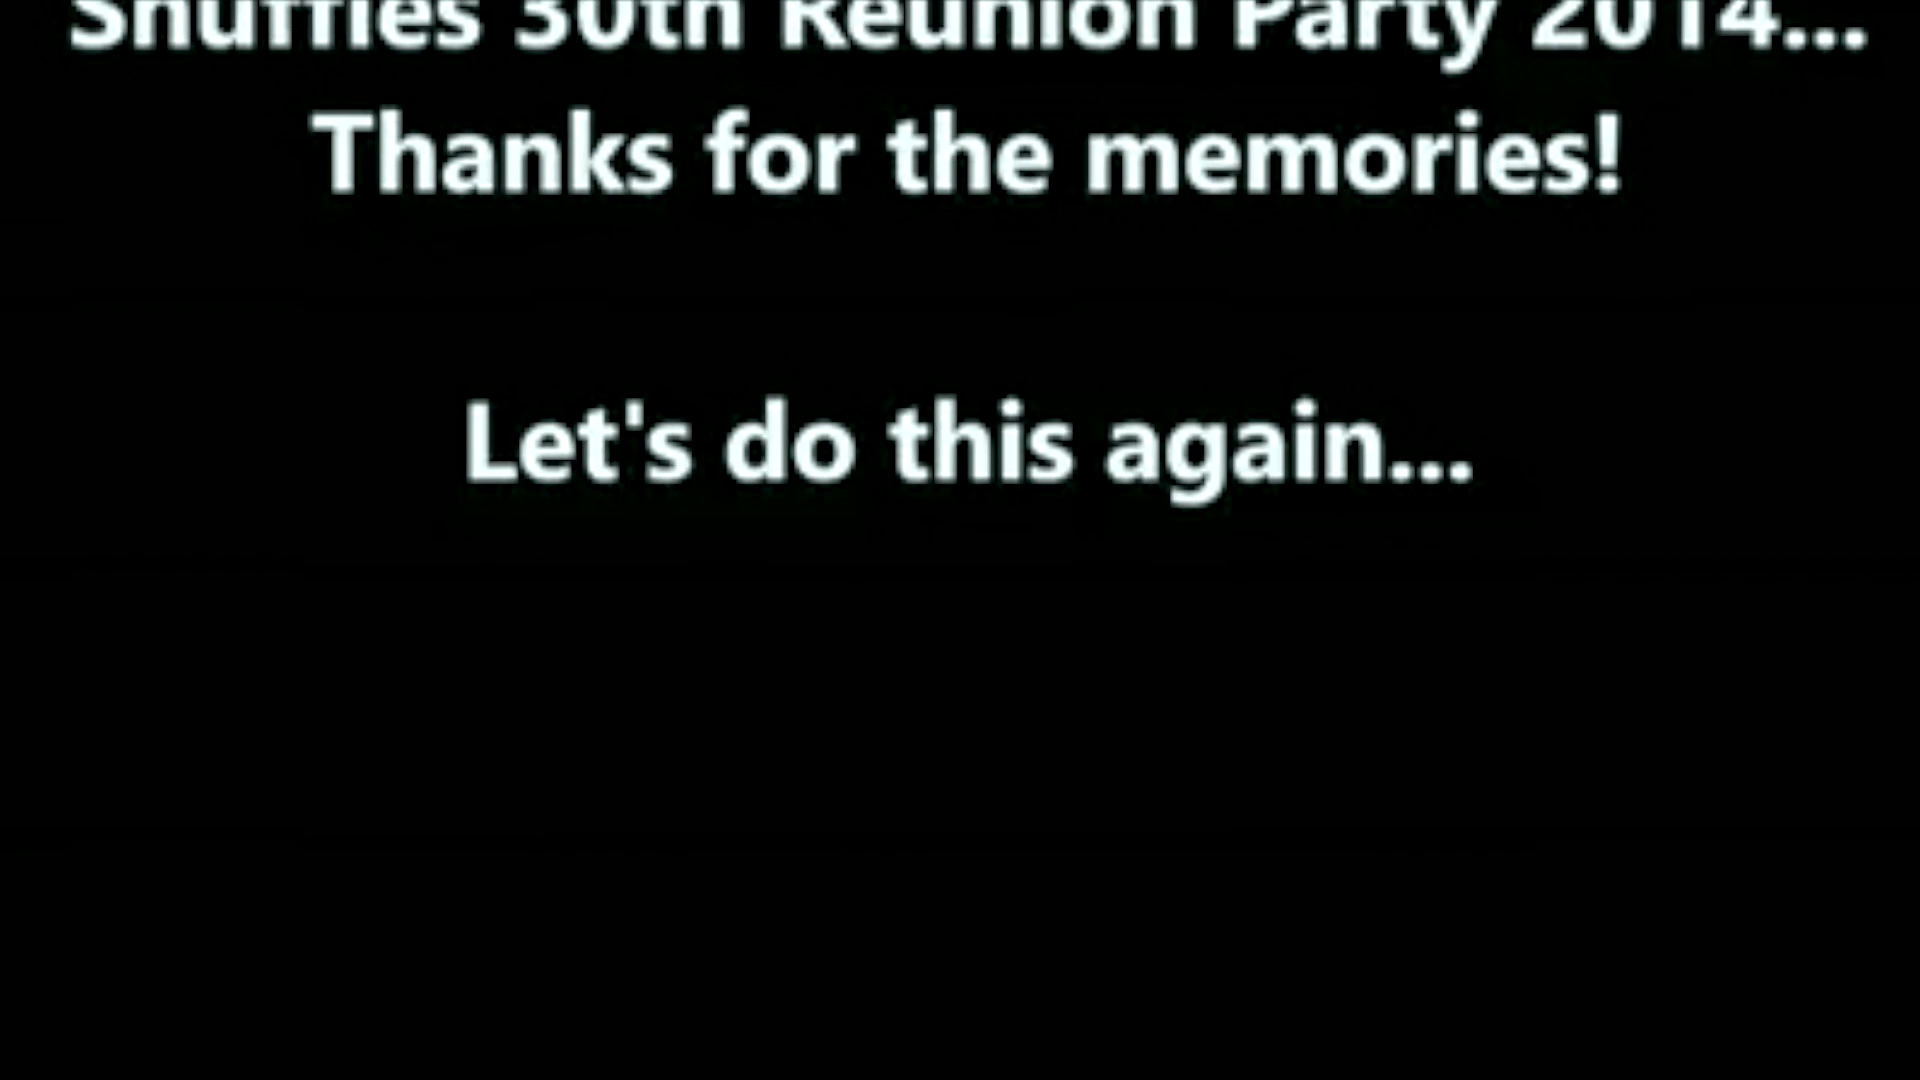 Shuffles 30th Reunion Party 2014...
Thanks for the memories!
Let's do this again...